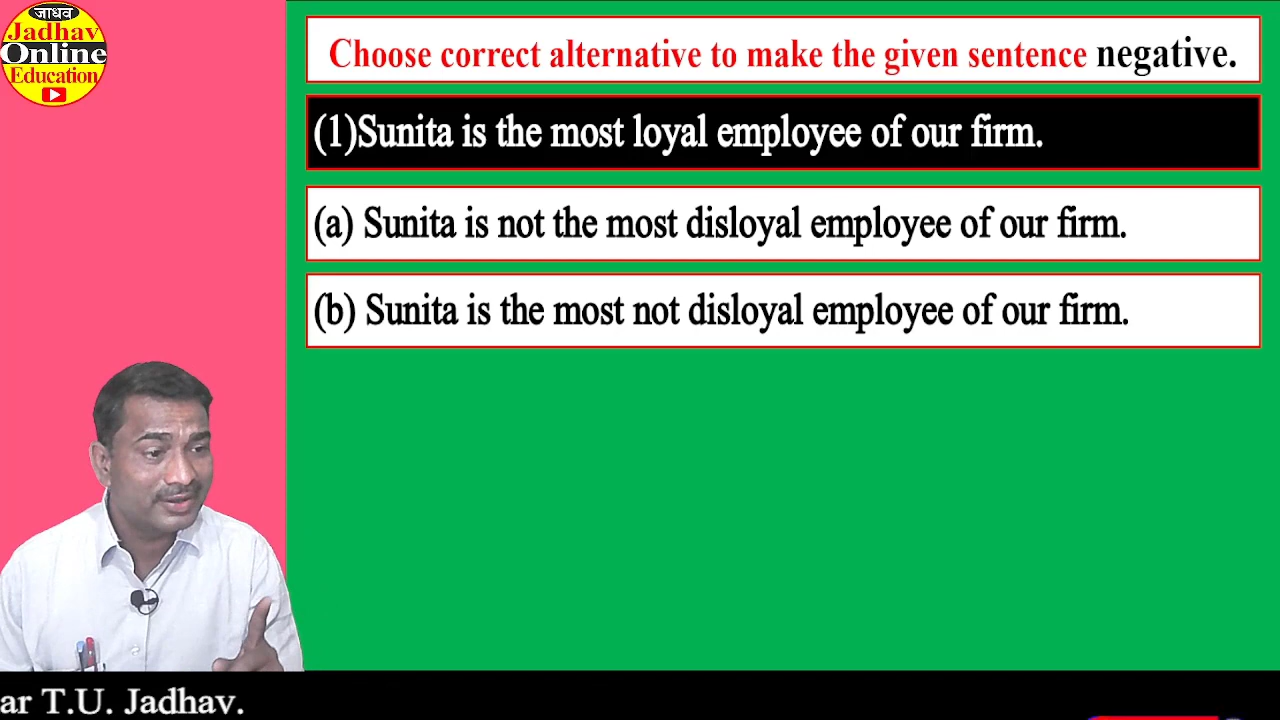 जाधव
Jadhav
Online
Education
Choose correct alternative to make the given sentence negative.
(1)Sunita is the most loyal employee of our firm.
(a) Sunita is not the most disloyal employee of our firm.
(b) Sunita is the most not disloyal employee of our firm.
ar T.U. Jadhav.